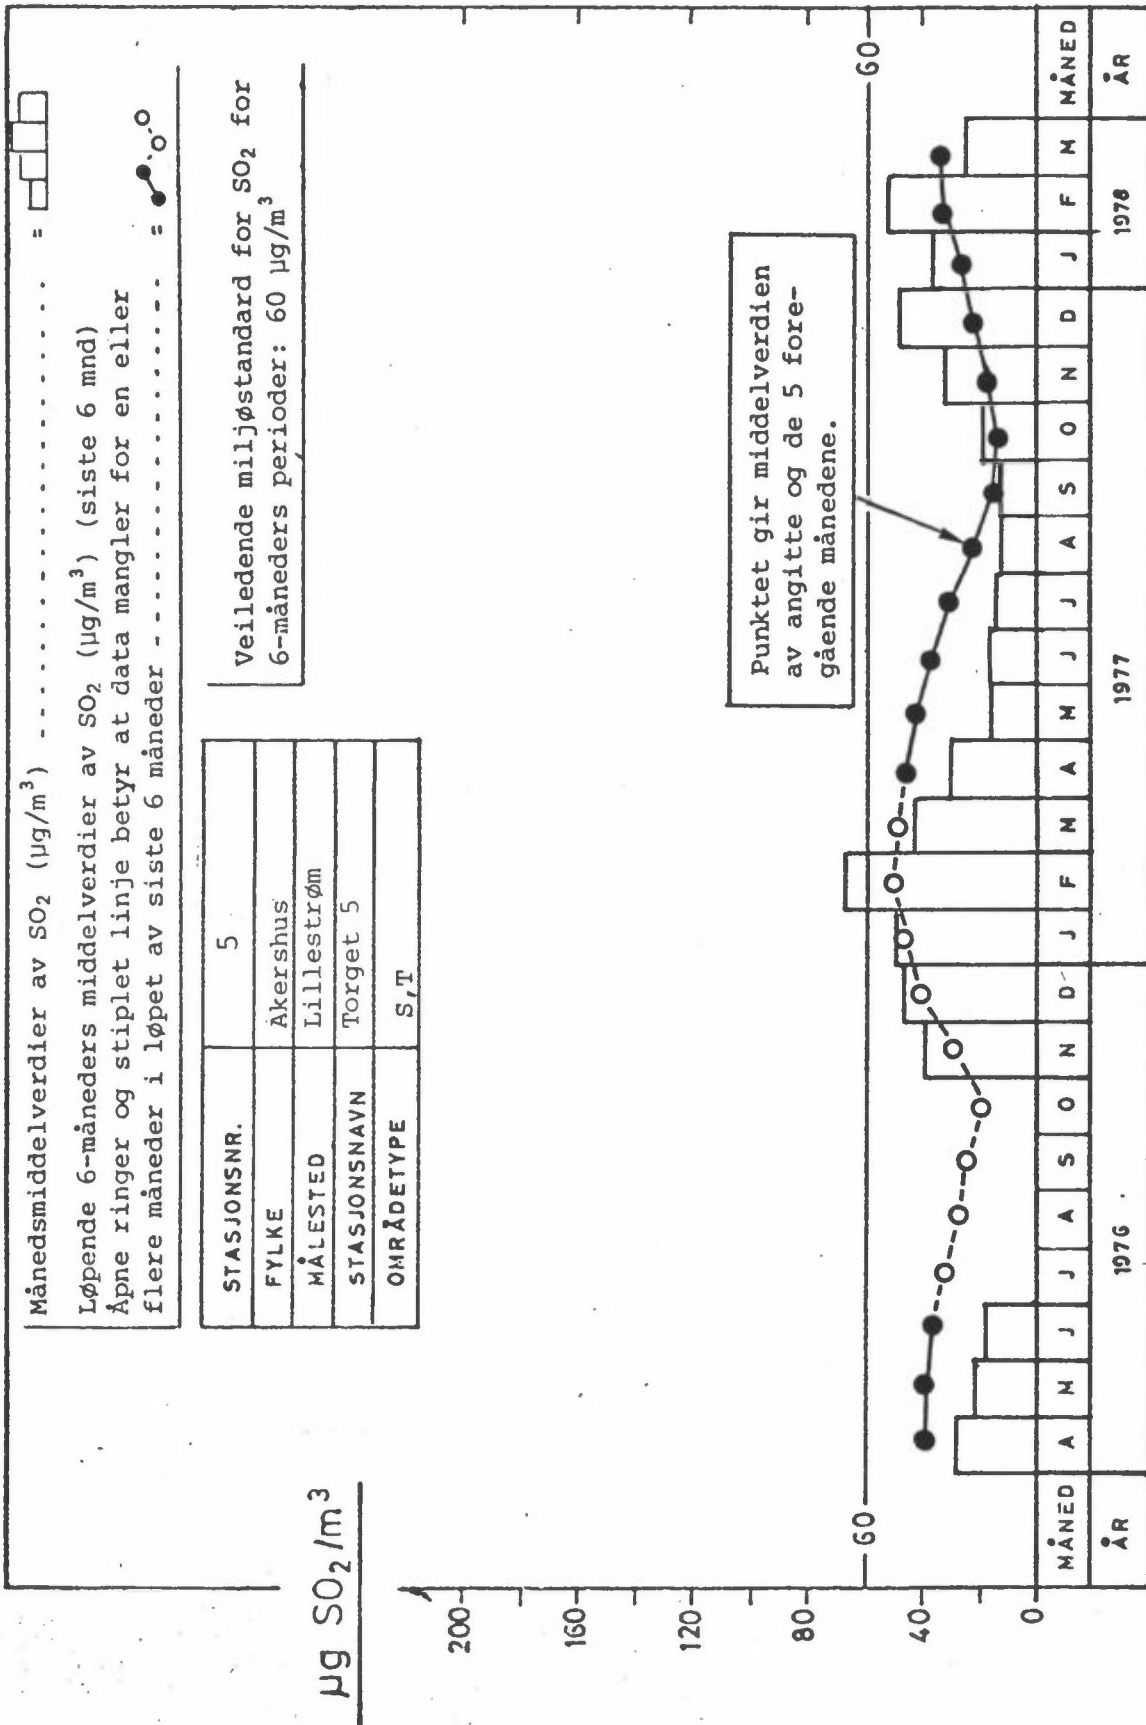 Månedsmiddelverdier av SO₂ (µg/m³) =
Løpende 6-måneders middelverdier av SO₂ (µg/m³) (siste 6 mnd)
Åpne ringer og stiplet linje betyr at data mangler for en eller
flere måneder i løpet av siste 6 måneder =
STASJONSNR. 5
FYLKE Akershus
MÅLESTED Lillestrøm
STASJONSNAVN Torget 5
OMRÅDETYPE S,T
Veiledende miljøstandard for SO₂ for
6-måneders perioder: 60 µg/m³
µg SO₂/m³
Punktet gir middelverdien
av angitte og de 5 fore-
gående månedene.
200
160
120
80
60 60
40
0
MÅNED A M J J A S O N D J F M A M J J A S O N D J F M MÅNED
ÅR 1976 1977 1978 ÅR